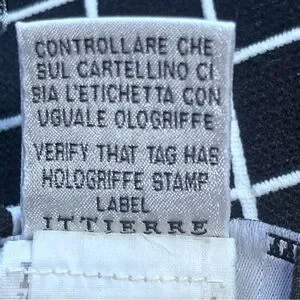 CONTROLLARE CHE
SUL CARTELLINO CI
SIA L'ETICHETTA CON
UGUALE OLOGRIFFE
VERIFY THAT TAG HAS
HOLOGRIFFE STAMP
LABEL
ITTIERRE